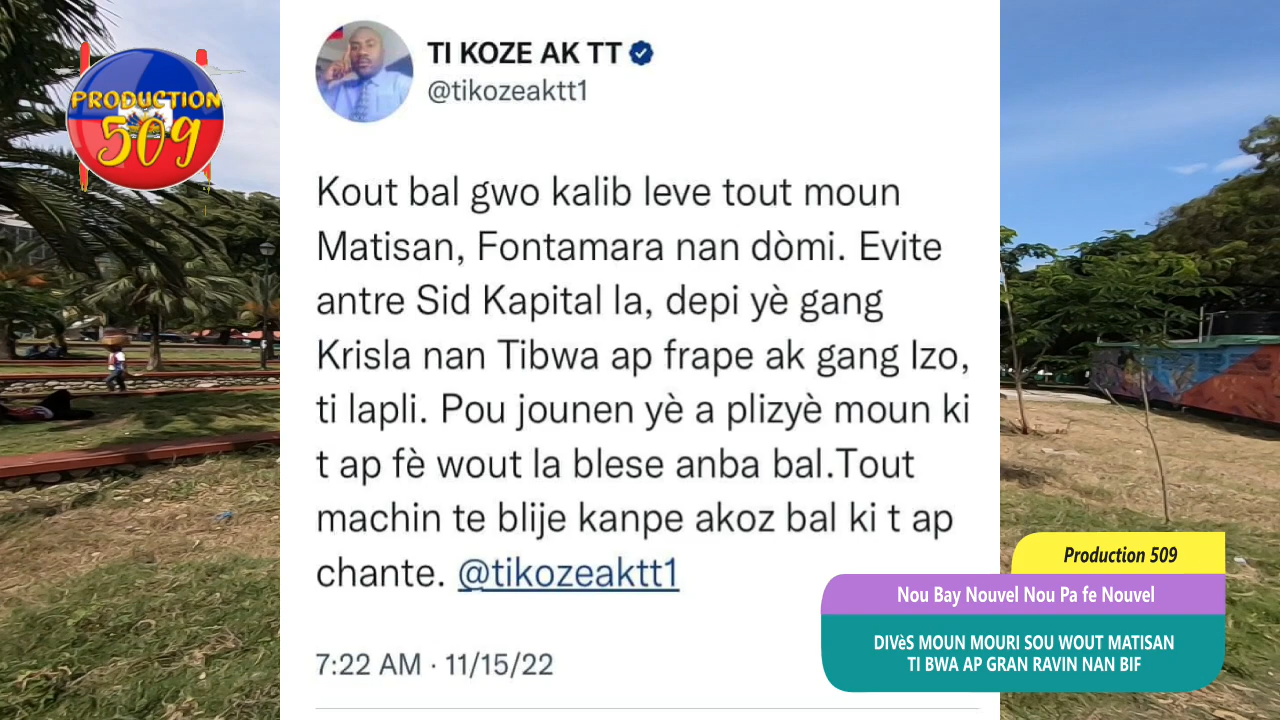 PRODUCTION
509
TI KOZE AK TT
@tikozeaktt1
Kout bal gwo kalib leve tout moun
Matisan, Fontamara nan dòmi. Evite
antre Sid Kapital la, depi yè gang
Krisla nan Tibwa ap frape ak gang Izo,
ti lapli. Pou jounen yè a plizyè moun ki
t ap fè wout la blese anba bal.Tout
machin te blije kanpe akoz bal ki t ap
chante. @tikozeaktt1
7:22 AM · 11/15/22
Production 509
Nou Bay Nouvel Nou Pa fe Nouvel
DIVèS MOUN MOURI SOU WOUT MATISAN
TI BWA AP GRAN RAVIN NAN BIF